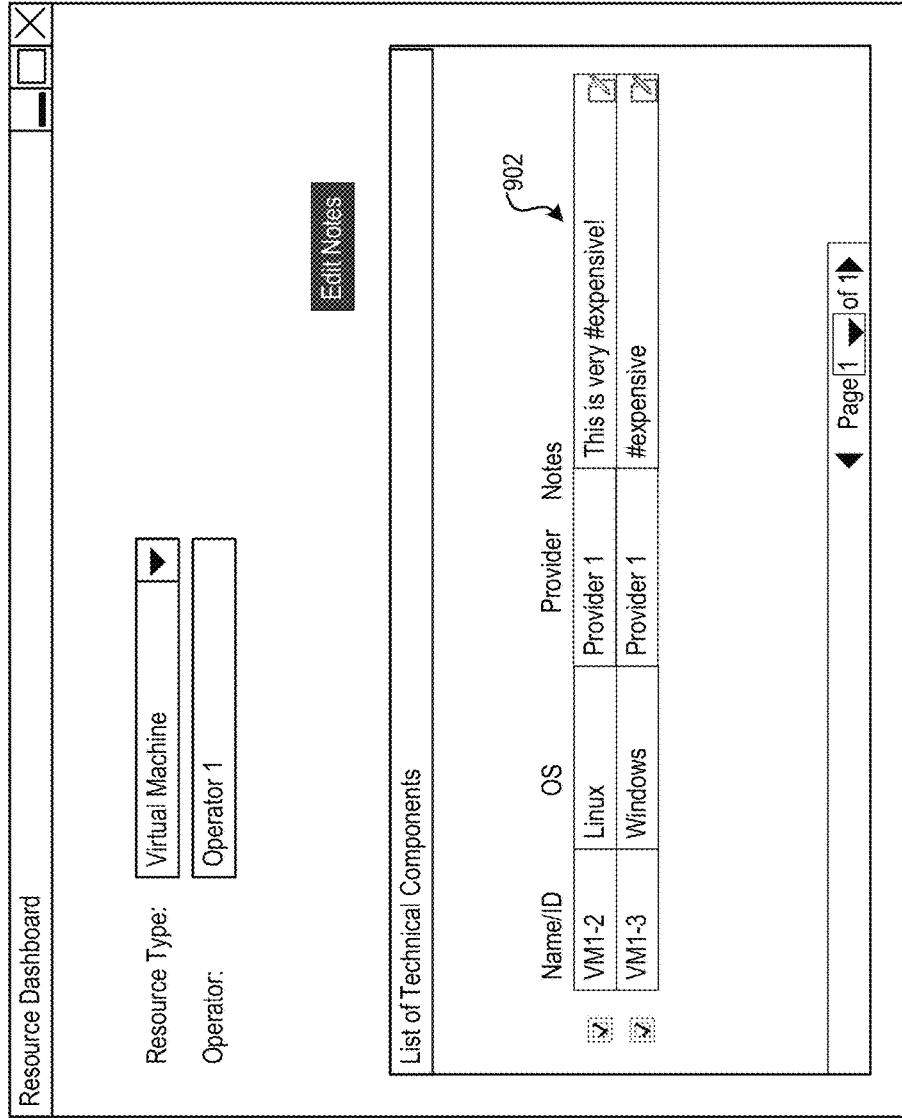 Resource Dashboard
Resource Type: Virtual Machine
Operator: Operator 1
Edit Notes
List of Technical Components
902
Name/ID OS Provider Notes
VM1-2 Linux Provider 1 This is very #expensive!
VM1-3 Windows Provider 1 #expensive
Page 1 of 1